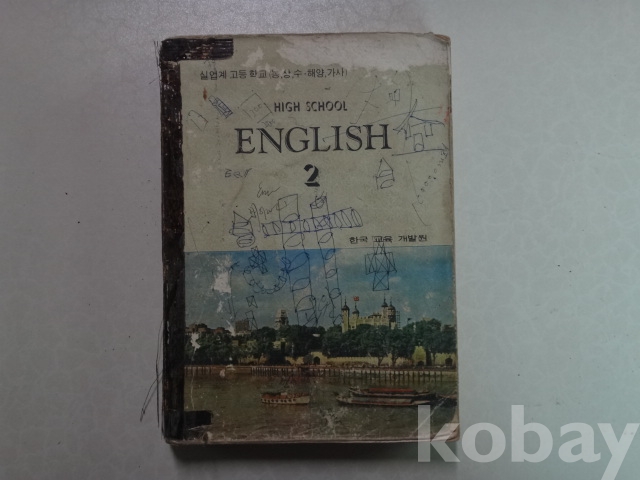 실업계 고등 학교(농,상,수·해양,가사)
HIGH SCHOOL
ENGLISH
2
한국 교육 개발원
kobay